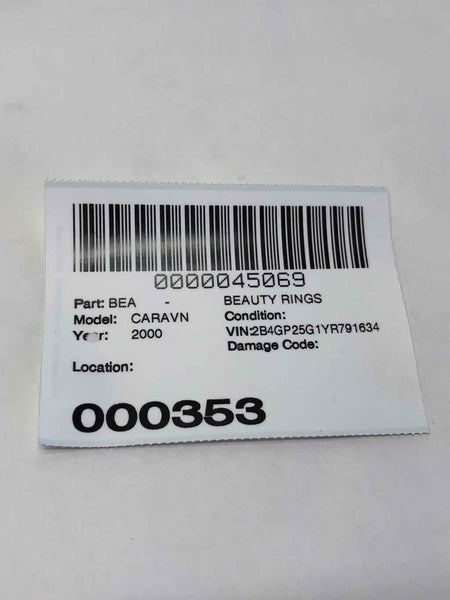 0000045069
Part: BEA - BEAUTY RINGS
Model: CARAVN Condition:
Year: 2000 VIN:2B4GP25G1YR791634
Damage Code:
Location:
000353